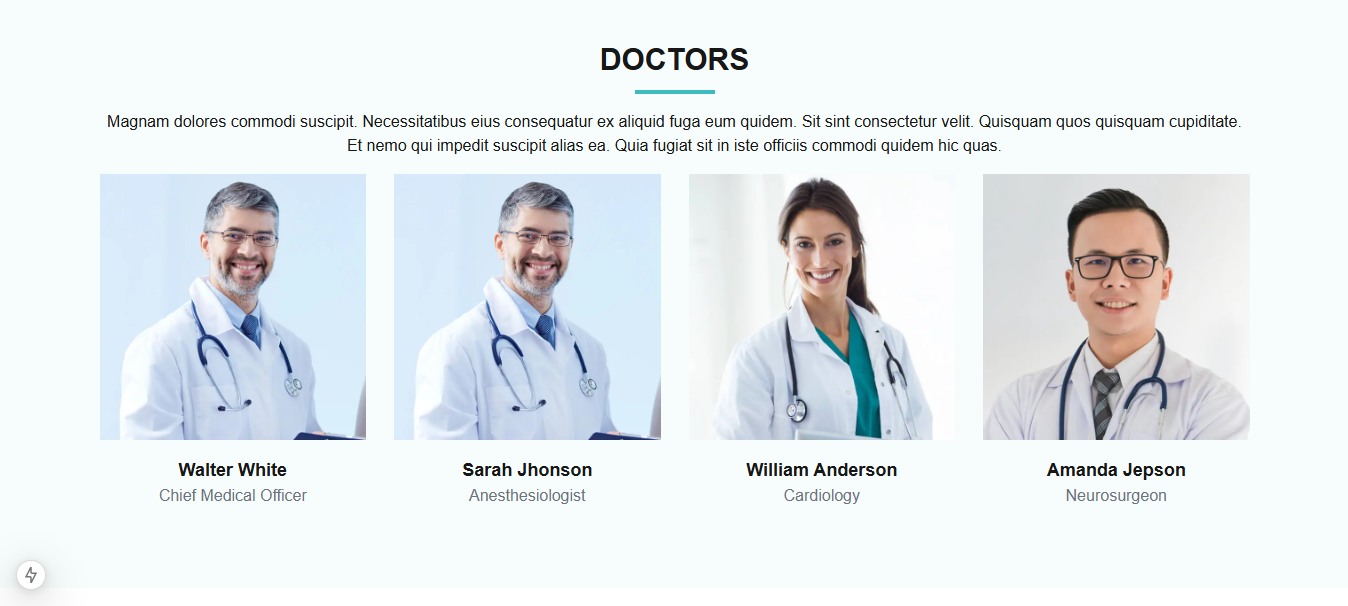 DOCTORS
Magnam dolores commodi suscipit. Necessitatibus eius consequatur ex aliquid fuga eum quidem. Sit sint consectetur velit. Quisquam quos quisquam cupiditate.
Et nemo qui impedit suscipit alias ea. Quia fugiat sit in iste officiis commodi quidem hic quas.
Walter White
Chief Medical Officer
Sarah Jhonson
Anesthesiologist
William Anderson
Cardiology
Amanda Jepson
Neurosurgeon